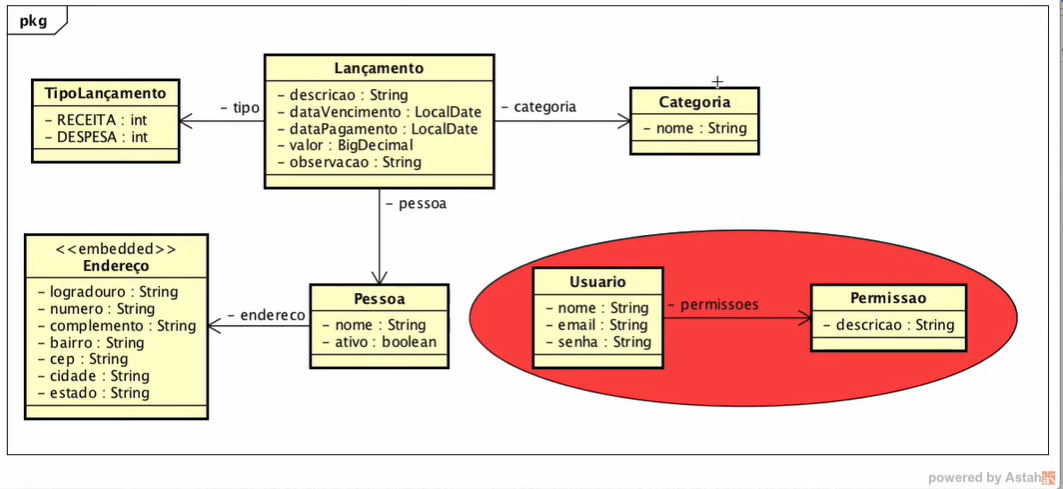 pkg
TipoLançamento
- RECEITA : int
- DESPESA : int
- tipo
Lançamento
- descricao : String
- dataVencimento : LocalDate
- dataPagamento : LocalDate
- valor : BigDecimal
- observacao : String
- categoria
Categoria
- nome : String
- pessoa
<<embedded>>
Endereço
- logradouro : String
- numero : String
- complemento : String
- bairro : String
- cep : String
- cidade : String
- estado : String
- endereco
Pessoa
- nome : String
- ativo : boolean
Usuario
- nome : String
- email : String
- senha : String
- permissoes
Permissao
- descricao : String
powered by Astah